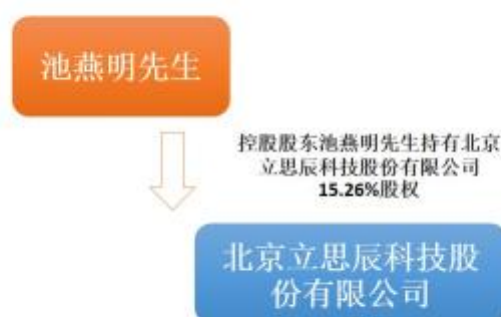 池燕明先生
控股股东池燕明先生持有北京
立思辰科技股份有限公司
15.26%股权
北京立思辰科技股
份有限公司